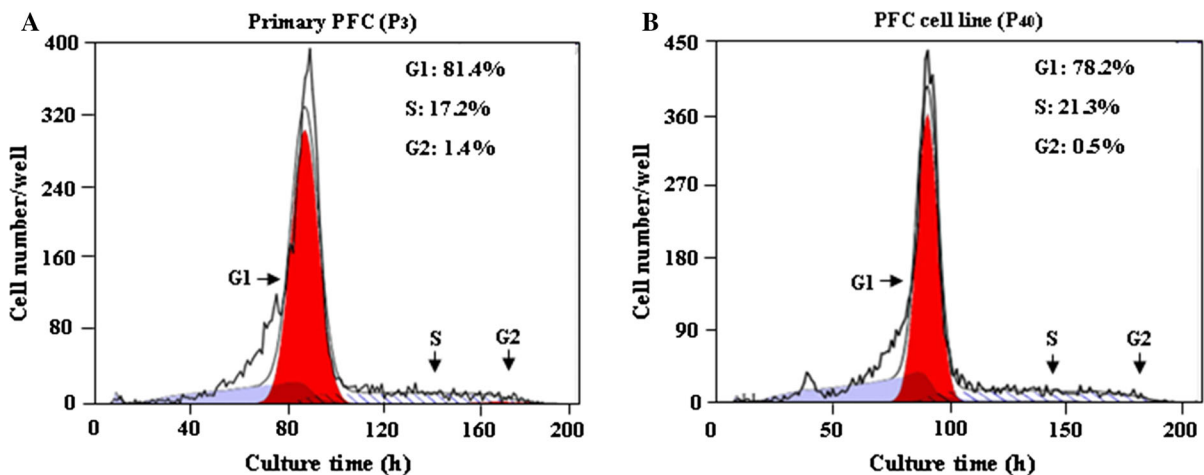 A
Primary PFC (P3)
400
320
240
160
80
0
Cell number/well
G1: 81.4%
S: 17.2%
G2: 1.4%
G1
S
G2
0 40 80 120 160 200
Culture time (h)
B
PFC cell line (P40)
450
360
270
180
90
0
Cell number/well
G1: 78.2%
S: 21.3%
G2: 0.5%
G1
S
G2
0 50 100 150 200
Culture time (h)